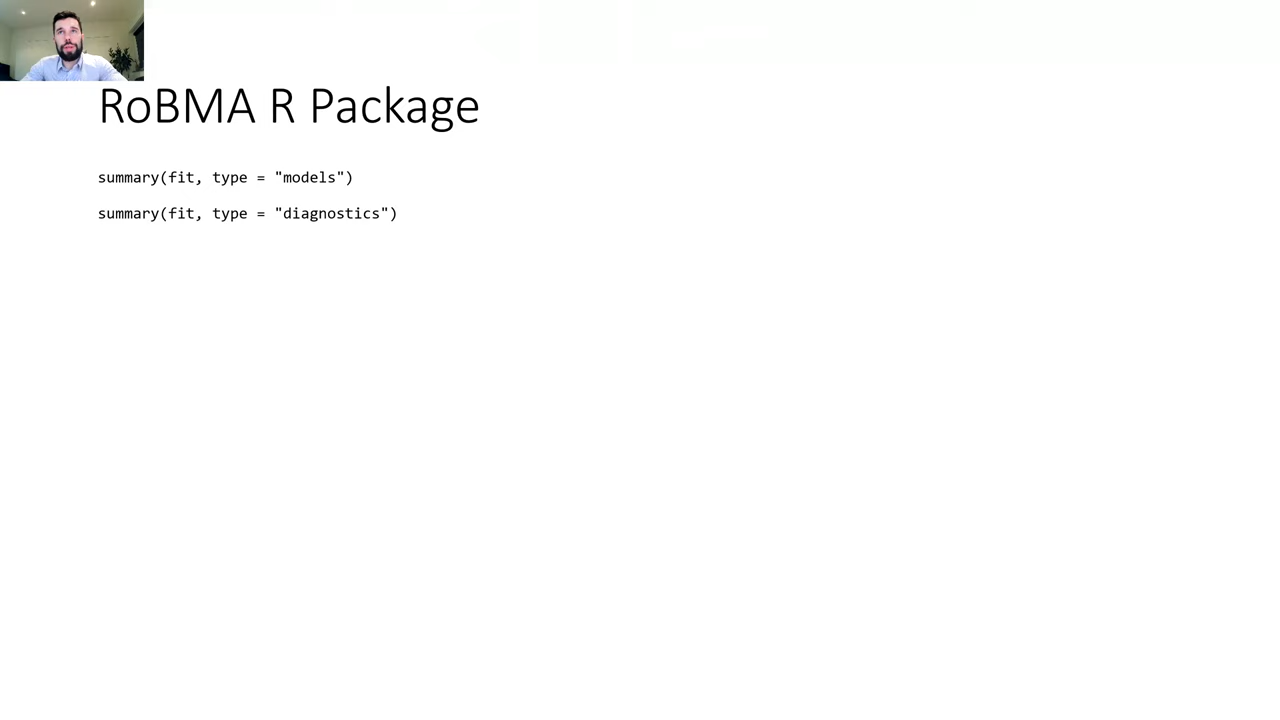 RoBMA R Package
summary(fit, type = "models")
summary(fit, type = "diagnostics")